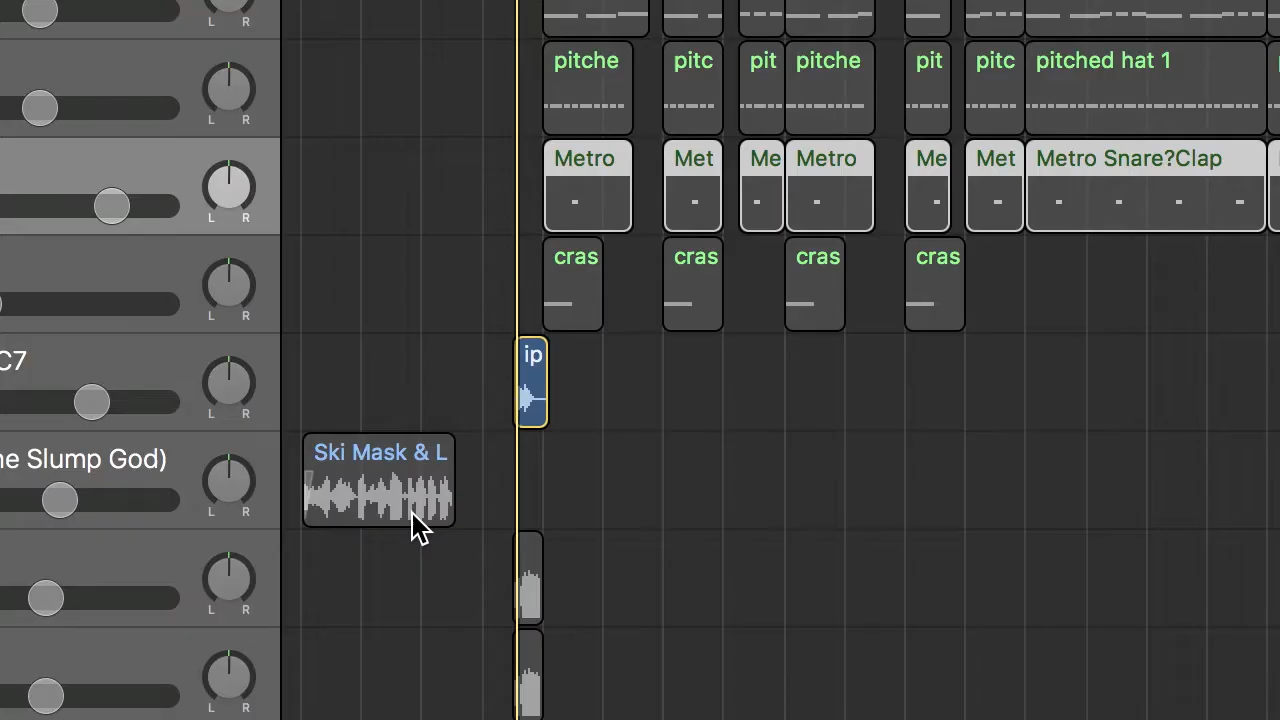 L R
pitche pitc pit pitche pit pitc pitched hat 1
L R
Metro Met Me Metro Me Met Metro Snare?Clap
L R
cras cras cras cras
L R
C7 ip
L R
ne Slump God) Ski Mask & L
L R
L R
L R